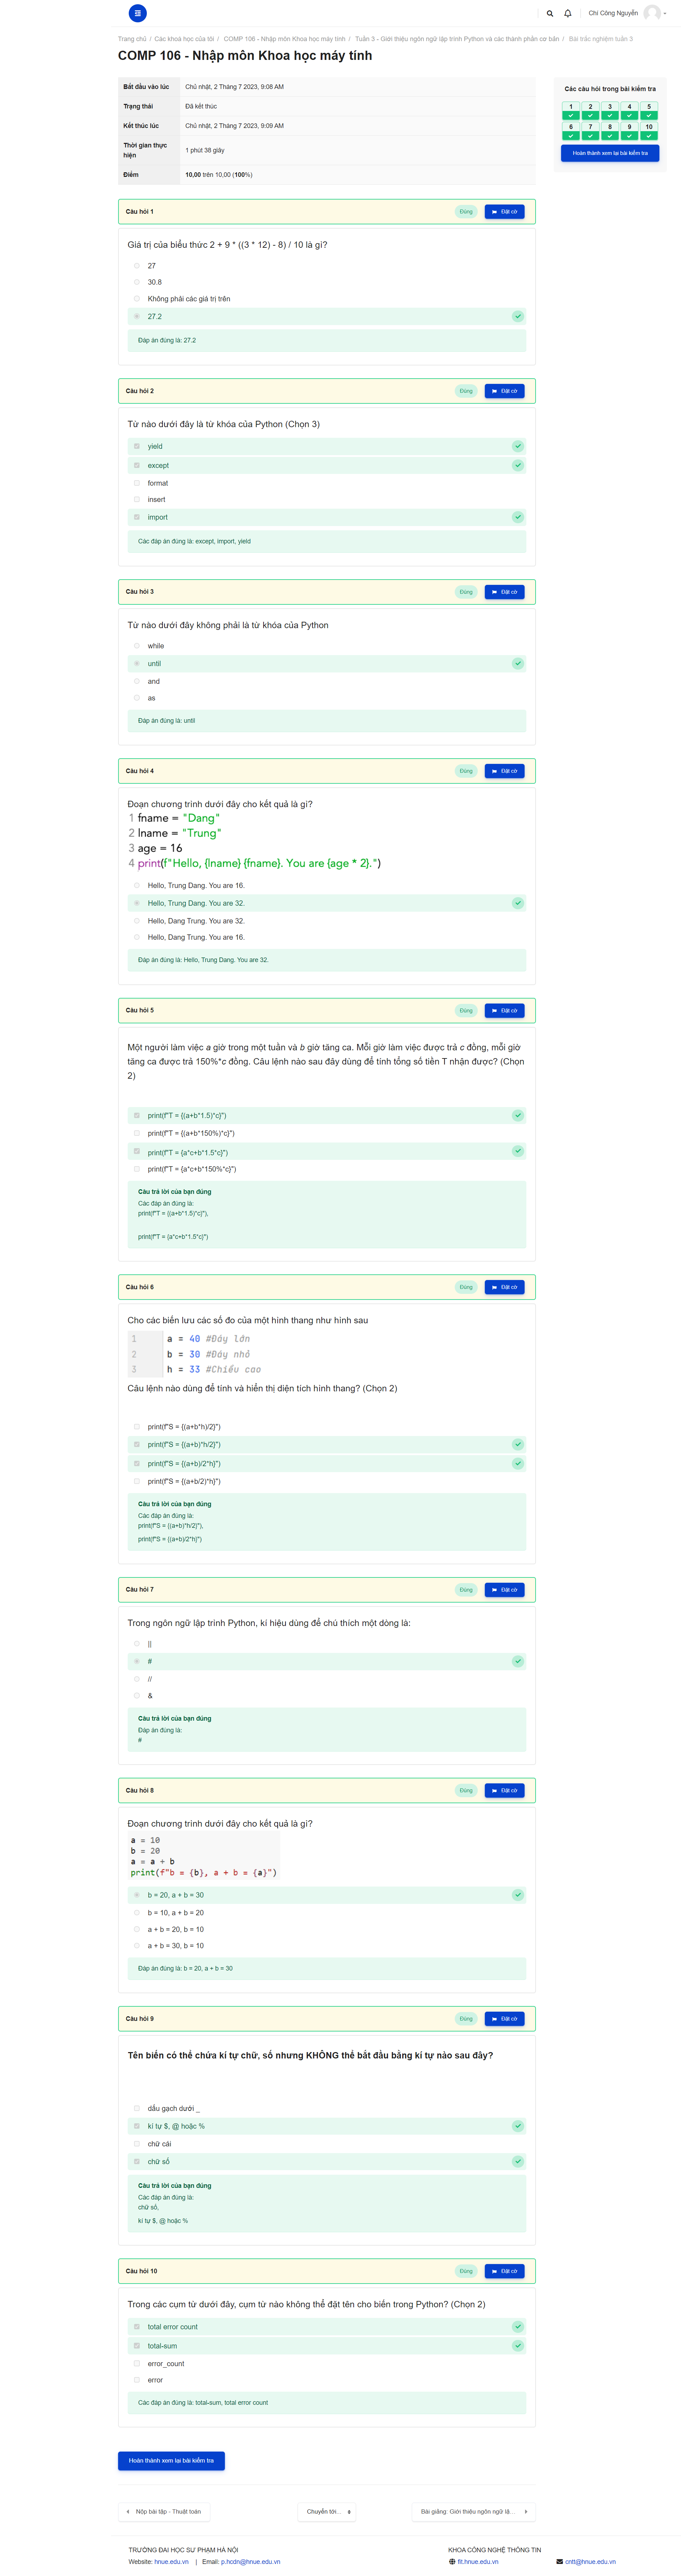 Chí Công Nguyễn
Trang chủ / Các khoá học của tôi / COMP 106 - Nhập môn Khoa học máy tính / Tuần 3 - Giới thiệu ngôn ngữ lập trình Python và các thành phần cơ bản / Bài trắc nghiệm tuần 3
COMP 106 - Nhập môn Khoa học máy tính
Bắt đầu vào lúc Chủ nhật, 2 Tháng 7 2023, 9:08 AM
Trạng thái Đã kết thúc
Kết thúc lúc Chủ nhật, 2 Tháng 7 2023, 9:09 AM
Thời gian thực hiện 1 phút 38 giây
Điểm 10,00 trên 10,00 (100%)
Các câu hỏi trong bài kiểm tra
1 2 3 4 5
6 7 8 9 10
Hoàn thành xem lại bài kiểm tra
Câu hỏi 1 Đúng Đặt cờ
Giá trị của biểu thức 2 + 9 * ((3 * 12) - 8) / 10 là gì?
27
30.8
Không phải các giá trị trên
27.2
Đáp án đúng là: 27.2
Câu hỏi 2 Đúng Đặt cờ
Từ nào dưới đây là từ khóa của Python (Chọn 3)
yield
except
format
insert
import
Các đáp án đúng là: except, import, yield
Câu hỏi 3 Đúng Đặt cờ
Từ nào dưới đây không phải là từ khóa của Python
while
until
and
as
Đáp án đúng là: until
Câu hỏi 4 Đúng Đặt cờ
Đoạn chương trình dưới đây cho kết quả là gì?
1 fname = "Dang"
2 lname = "Trung"
3 age = 16
4 print(f"Hello, {lname} {fname}. You are {age * 2}.")
Hello, Trung Dang. You are 16.
Hello, Trung Dang. You are 32.
Hello, Dang Trung. You are 32.
Hello, Dang Trung. You are 16.
Đáp án đúng là: Hello, Trung Dang. You are 32.
Câu hỏi 5 Đúng Đặt cờ
Một người làm việc a giờ trong một tuần và b giờ tăng ca. Mỗi giờ làm việc được trả c đồng, mỗi giờ
tăng ca được trả 150%*c đồng. Câu lệnh nào sau đây dùng để tính tổng số tiền T nhận được? (Chọn
2)
print(f"T = {(a+b*1.5)*c}")
print(f"T = {(a+b*150%)*c}")
print(f"T = {a*c+b*1.5*c}")
print(f"T = {a*c+b*150%*c}")
Câu trả lời của bạn đúng
Các đáp án đúng là:
print(f"T = {(a+b*1.5)*c}"),
print(f"T = {a*c+b*1.5*c}")
Câu hỏi 6 Đúng Đặt cờ
Cho các biến lưu các số đo của một hình thang như hình sau
1 a = 40 #Đáy lớn
2 b = 30 #Đáy nhỏ
3 h = 33 #Chiều cao
Câu lệnh nào dùng để tính và hiển thị diện tích hình thang? (Chọn 2)
print(f"S = {(a+b*h)/2}")
print(f"S = {(a+b)*h/2}")
print(f"S = {(a+b)/2*h}")
print(f"S = {(a+b/2)*h}")
Câu trả lời của bạn đúng
Các đáp án đúng là:
print(f"S = {(a+b)*h/2}"),
print(f"S = {(a+b)/2*h}")
Câu hỏi 7 Đúng Đặt cờ
Trong ngôn ngữ lập trình Python, kí hiệu dùng để chú thích một dòng là:
||
#
//
&
Câu trả lời của bạn đúng
Đáp án đúng là:
#
Câu hỏi 8 Đúng Đặt cờ
Đoạn chương trình dưới đây cho kết quả là gì?
a = 10
b = 20
a = a + b
print(f"b = {b}, a + b = {a}")
b = 20, a + b = 30
b = 10, a + b = 20
a + b = 20, b = 10
a + b = 30, b = 10
Đáp án đúng là: b = 20, a + b = 30
Câu hỏi 9 Đúng Đặt cờ
Tên biến có thể chứa kí tự chữ, số nhưng KHÔNG thể bắt đầu bằng kí tự nào sau đây?
dấu gạch dưới _
kí tự $, @ hoặc %
chữ cái
chữ số
Câu trả lời của bạn đúng
Các đáp án đúng là:
chữ số,
kí tự $, @ hoặc %
Câu hỏi 10 Đúng Đặt cờ
Trong các cụm từ dưới đây, cụm từ nào không thể đặt tên cho biến trong Python? (Chọn 2)
total error count
total-sum
error_count
error
Các đáp án đúng là: total-sum, total error count
Hoàn thành xem lại bài kiểm tra
Nộp bài tập - Thuật toán Chuyển tới... Bài giảng: Giới thiệu ngôn ngữ lậ...
TRƯỜNG ĐẠI HỌC SƯ PHẠM HÀ NỘI KHOA CÔNG NGHỆ THÔNG TIN
Website: hnue.edu.vn | Email: p.hcdn@hnue.edu.vn fit.hnue.edu.vn cntt@hnue.edu.vn